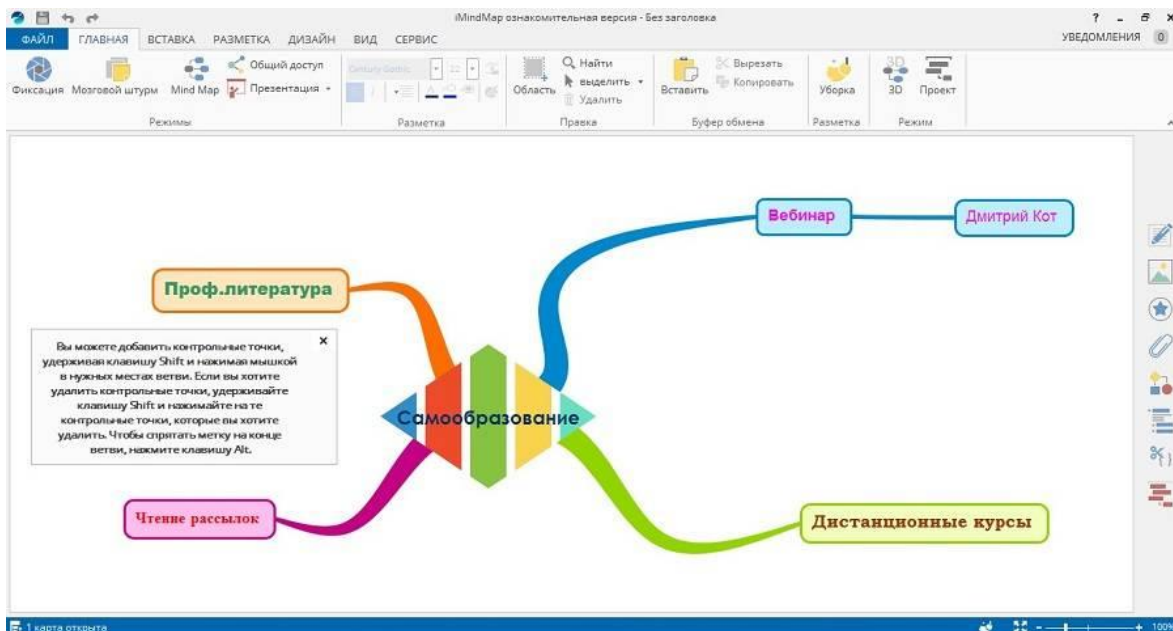 iMindMap ознакомительная версия - Без заголовка
ФАЙЛ ГЛАВНАЯ ВСТАВКА РАЗМЕТКА ДИЗАЙН ВИД СЕРВИС УВЕДОМЛЕНИЯ 0
Фиксация Мозговой штурм Mind Map Общий доступ Презентация
Режимы
Century Gothic 22
Разметка
Область Найти выделить Удалить
Правка
Вставить Вырезать Копировать
Буфер обмена
Уборка
Разметка
3D 3D Проект
Режим
Вебинар Дмитрий Кот
Проф.литература
Вы можете добавить контрольные точки,
удерживая клавишу Shift и нажимая мышкой
в нужных местах ветви. Если вы хотите
удалить контрольные точки, удерживайте
клавишу Shift и нажимайте на те
контрольные точки, которые вы хотите
удалить. Чтобы спрятать метку на конце
ветви, нажмите клавишу Alt.
Самообразование
Чтение рассылок
Дистанционные курсы
1 карта открыта 100%